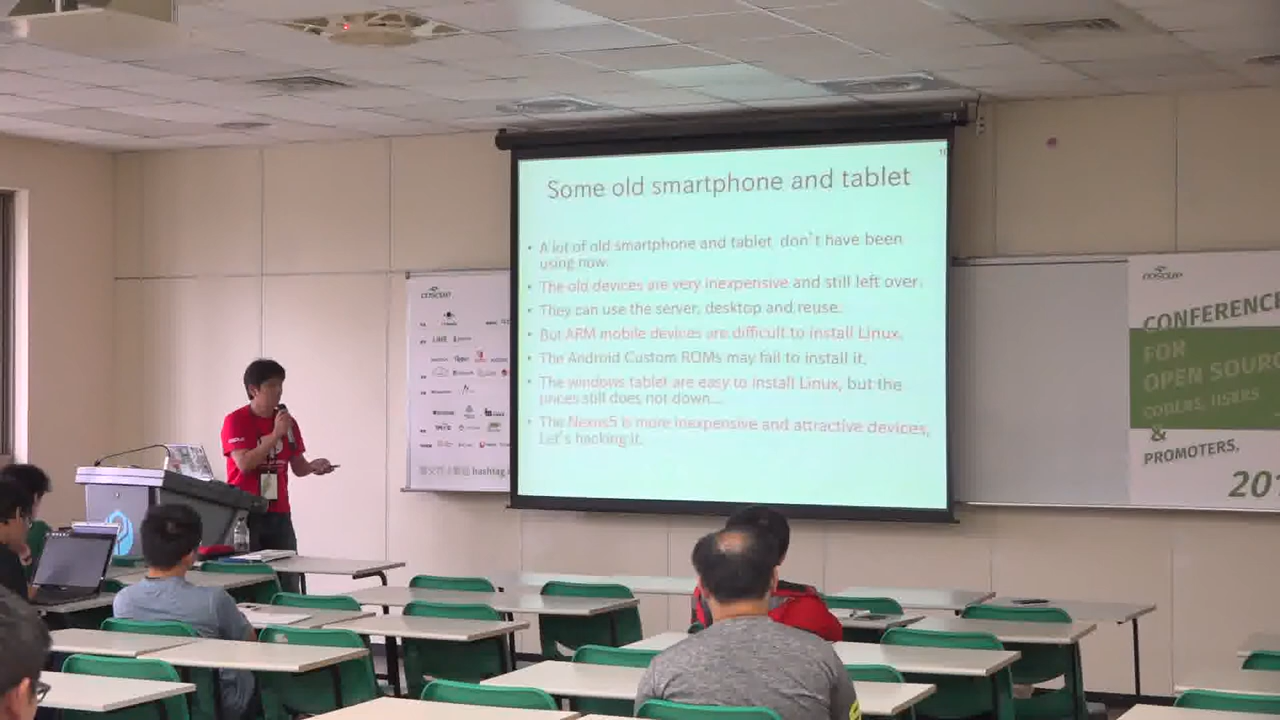 Some old smartphone and tablet
• A lot of old smartphone and tablet don't have been
using now.
• The old devices are very inexpensive and still left over.
• They can use the server, desktop and reuse.
• But ARM mobile devices are difficult to install Linux.
• The Android Custom ROMs may fail to install it.
• The windows tablet are easy to install Linux, but the
prices still does not down...
• The Nexus5 is more inexpensive and attractive devices,
Let's hacking it.
COSCUP
LINE
hashtag
COSCUP
CONFERENCE
FOR
OPEN SOURC
CODERS, USERS
&
PROMOTERS,
201